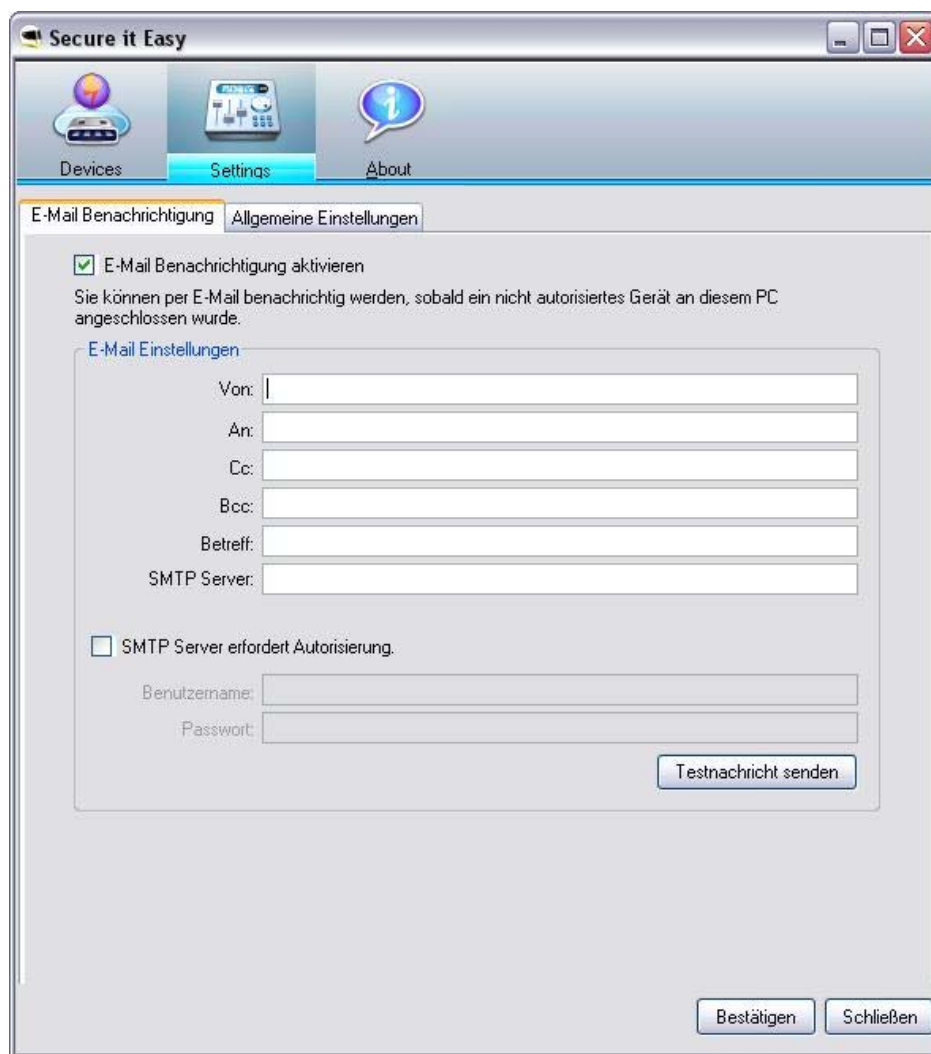 Secure it Easy
Devices
Settings
About
E-Mail Benachrichtigung
Allgemeine Einstellungen
E-Mail Benachrichtigung aktivieren
Sie können per E-Mail benachrichtig werden, sobald ein nicht autorisiertes Gerät an diesem PC
angeschlossen wurde.
E-Mail Einstellungen
Von:
An:
Cc:
Bcc:
Betreff:
SMTP Server:
SMTP Server erfordert Autorisierung.
Benutzername:
Passwort:
Testnachricht senden
Bestätigen
Schließen